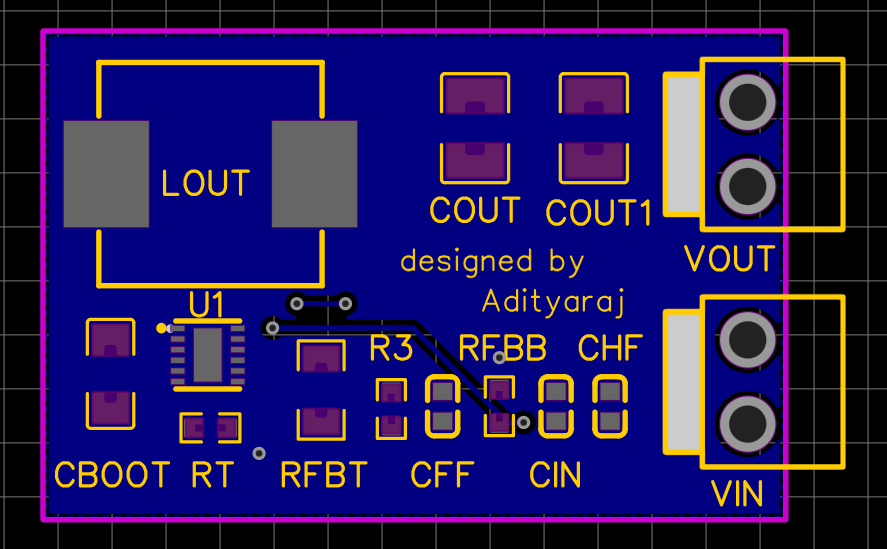 LOUT
COUT COUT1
VOUT
designed by
Adityaraj
U1
R3 RFBB CHF
CBOOT RT RFBT CFF CIN
VIN